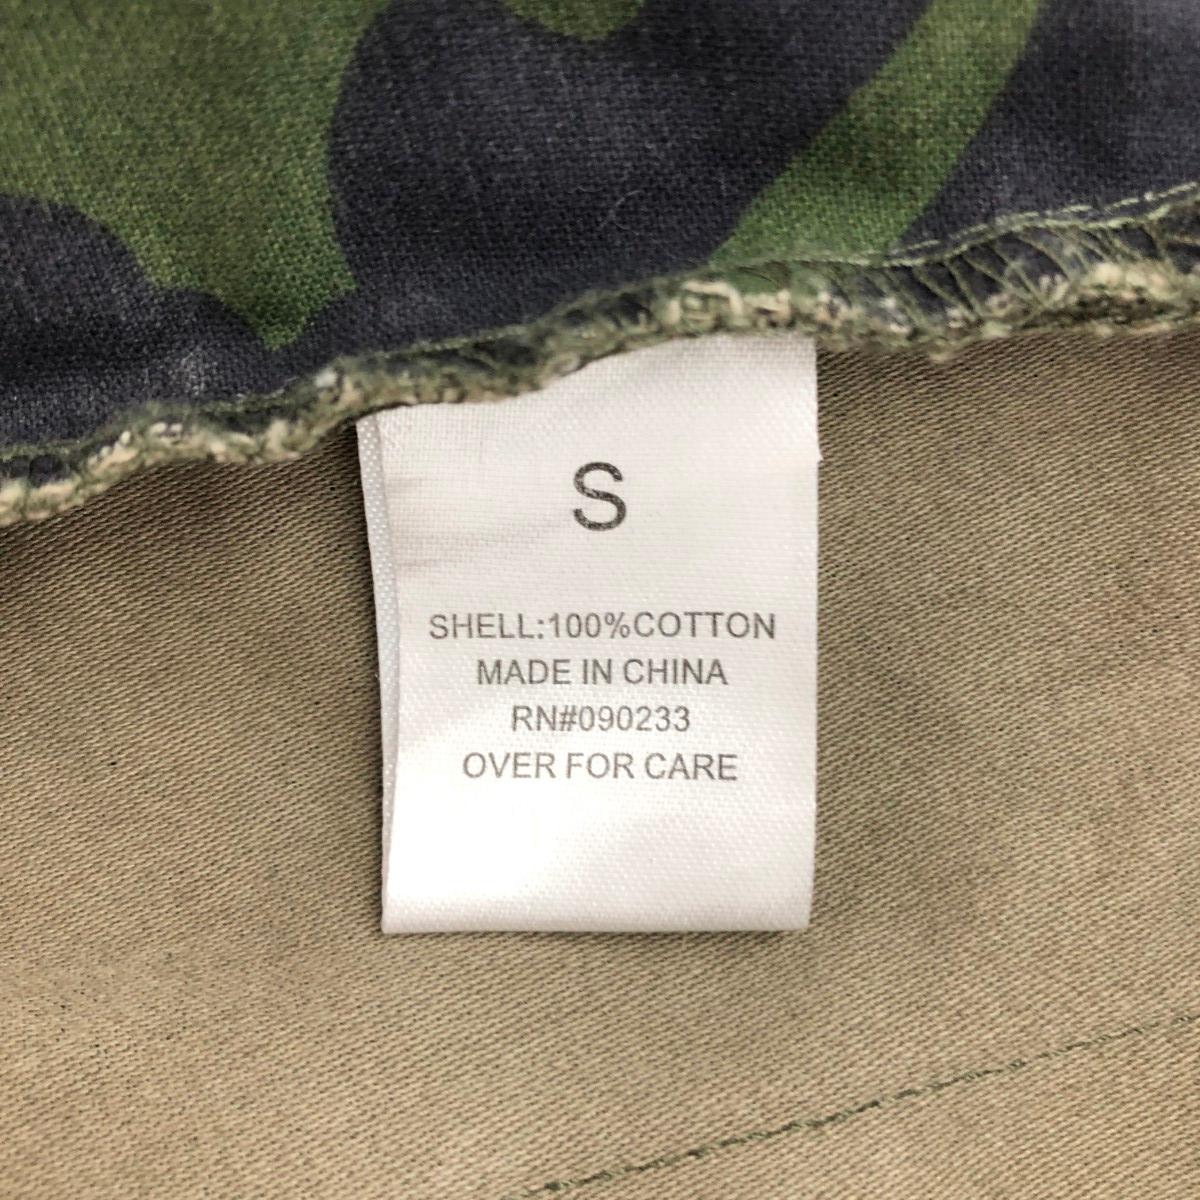 S
SHELL:100%COTTON
MADE IN CHINA
RN#090233
OVER FOR CARE